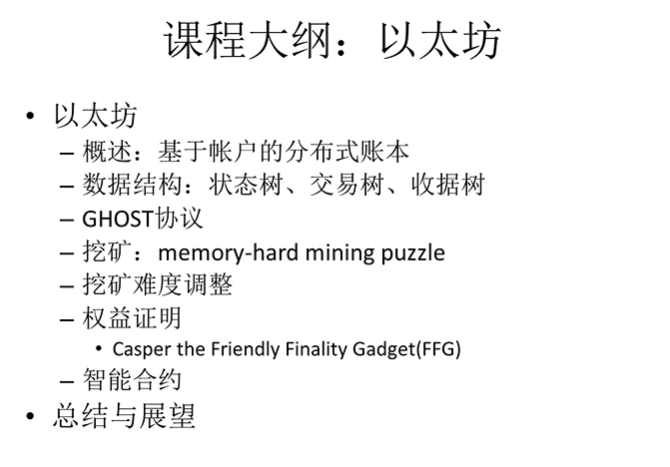 课程大纲：以太坊
• 以太坊
– 概述：基于帐户的分布式账本
– 数据结构：状态树、交易树、收据树
– GHOST协议
– 挖矿：memory-hard mining puzzle
– 挖矿难度调整
– 权益证明
• Casper the Friendly Finality Gadget(FFG)
– 智能合约
• 总结与展望